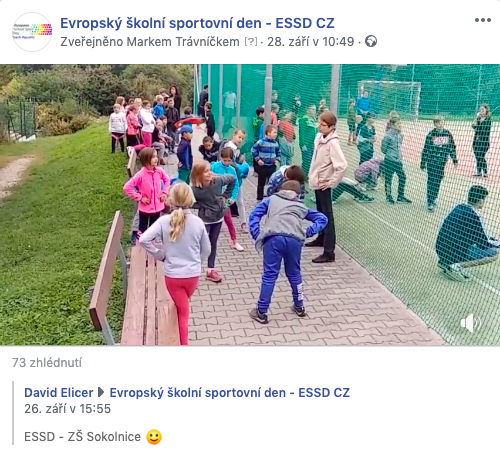 Evropský školní sportovní den - ESSD CZ
Zveřejněno Markem Trávníčkem [?] · 28. září v 10:49 ·
73 zhlédnutí
David Elicer ▸ Evropský školní sportovní den - ESSD CZ
26. září v 15:55
ESSD - ZŠ Sokolnice